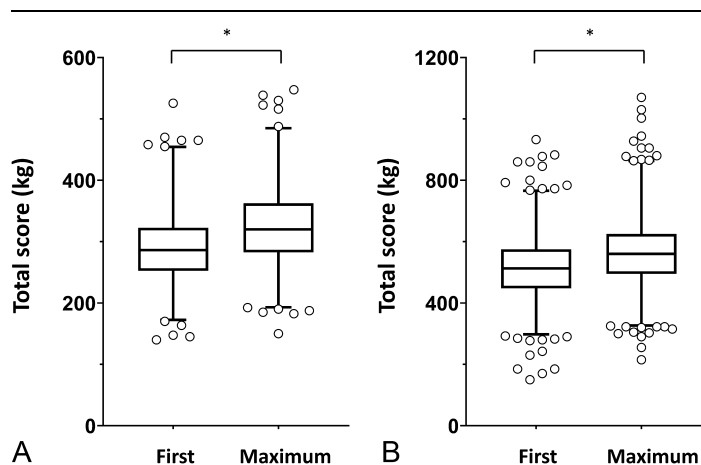 * *
600 1200
Total score (kg) Total score (kg)
400 800
200 400
0 0
A First Maximum B First Maximum